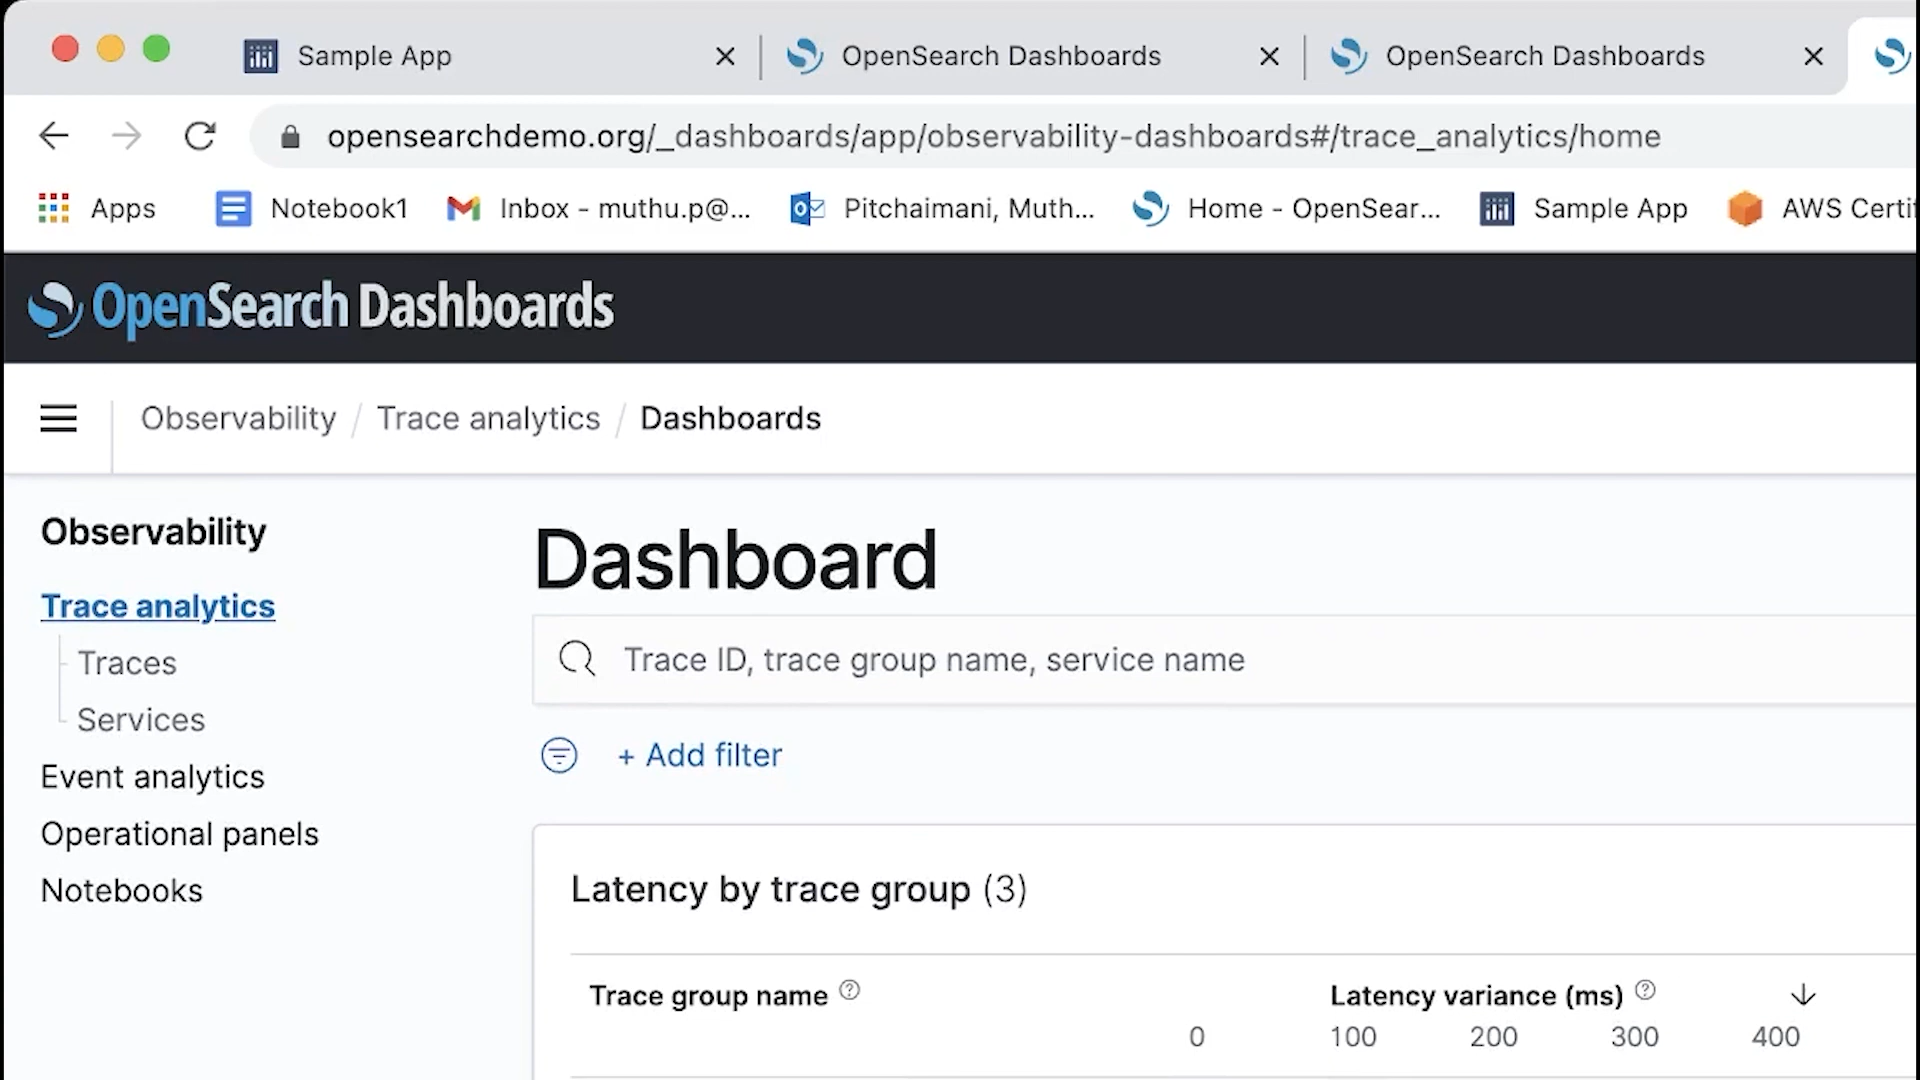 Sample App
OpenSearch Dashboards
OpenSearch Dashboards
opensearchdemo.org/_dashboards/app/observability-dashboards#/trace_analytics/home
Apps
Notebook1
Inbox - muthu.p@...
Pitchaimani, Muth...
Home - OpenSear...
Sample App
AWS Certif
OpenSearch Dashboards
Observability / Trace analytics / Dashboards
Observability
Trace analytics
Traces
Services
Event analytics
Operational panels
Notebooks
Dashboard
Trace ID, trace group name, service name
+ Add filter
Latency by trace group (3)
Trace group name
Latency variance (ms)
0 100 200 300 400